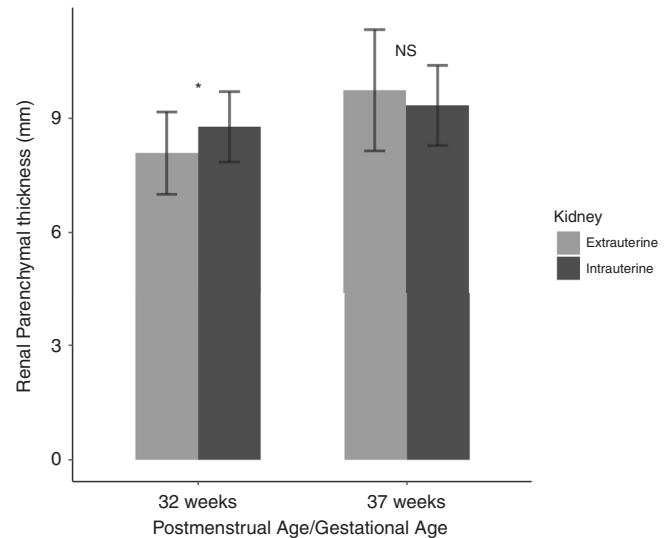 NS
*
9
6
3
0
Renal Parenchymal thickness (mm)
32 weeks
37 weeks
Postmenstrual Age/Gestational Age
Kidney
Extrauterine
Intrauterine